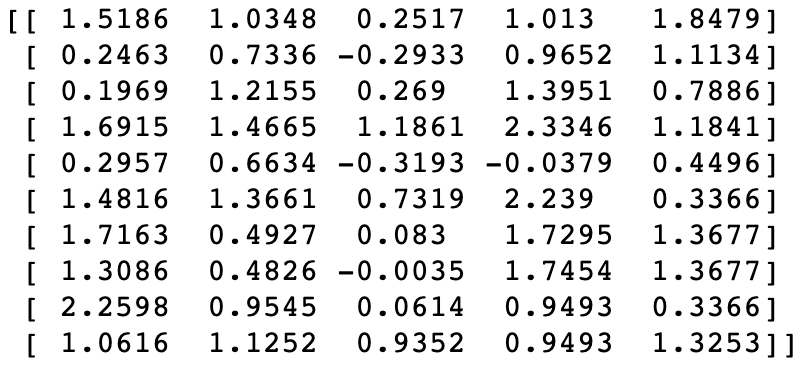 [[ 1.5186  1.0348  0.2517  1.013   1.8479]
 [ 0.2463  0.7336 -0.2933  0.9652  1.1134]
 [ 0.1969  1.2155  0.269   1.3951  0.7886]
 [ 1.6915  1.4665  1.1861  2.3346  1.1841]
 [ 0.2957  0.6634 -0.3193 -0.0379  0.4496]
 [ 1.4816  1.3661  0.7319  2.239   0.3366]
 [ 1.7163  0.4927  0.083   1.7295  1.3677]
 [ 1.3086  0.4826 -0.0035  1.7454  1.3677]
 [ 2.2598  0.9545  0.0614  0.9493  0.3366]
 [ 1.0616  1.1252  0.9352  0.9493  1.3253]]